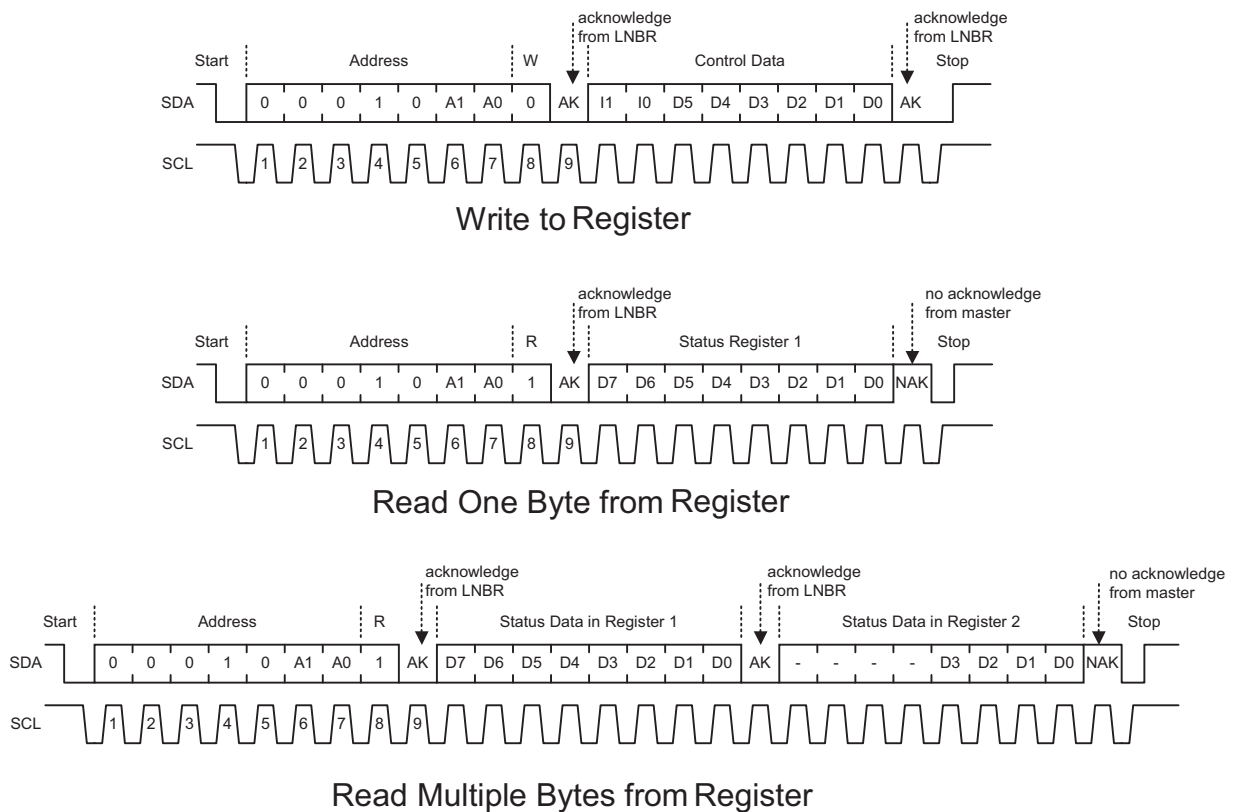 acknowledge acknowledge
from LNBR from LNBR
Start Address W Control Data Stop
SDA 0 0 0 1 0 A1 A0 0 AK I1 I0 D5 D4 D3 D2 D1 D0 AK
SCL 1 2 3 4 5 6 7 8 9
Write to Register
acknowledge no acknowledge
from LNBR from master
Start Address R Status Register 1 Stop
SDA 0 0 0 1 0 A1 A0 1 AK D7 D6 D5 D4 D3 D2 D1 D0 NAK
SCL 1 2 3 4 5 6 7 8 9
Read One Byte from Register
acknowledge acknowledge no acknowledge
from LNBR from LNBR from master
Start Address R Status Data in Register 1 Status Data in Register 2 Stop
SDA 0 0 0 1 0 A1 A0 1 AK D7 D6 D5 D4 D3 D2 D1 D0 AK - - - - D3 D2 D1 D0 NAK
SCL 1 2 3 4 5 6 7 8 9
Read Multiple Bytes from Register